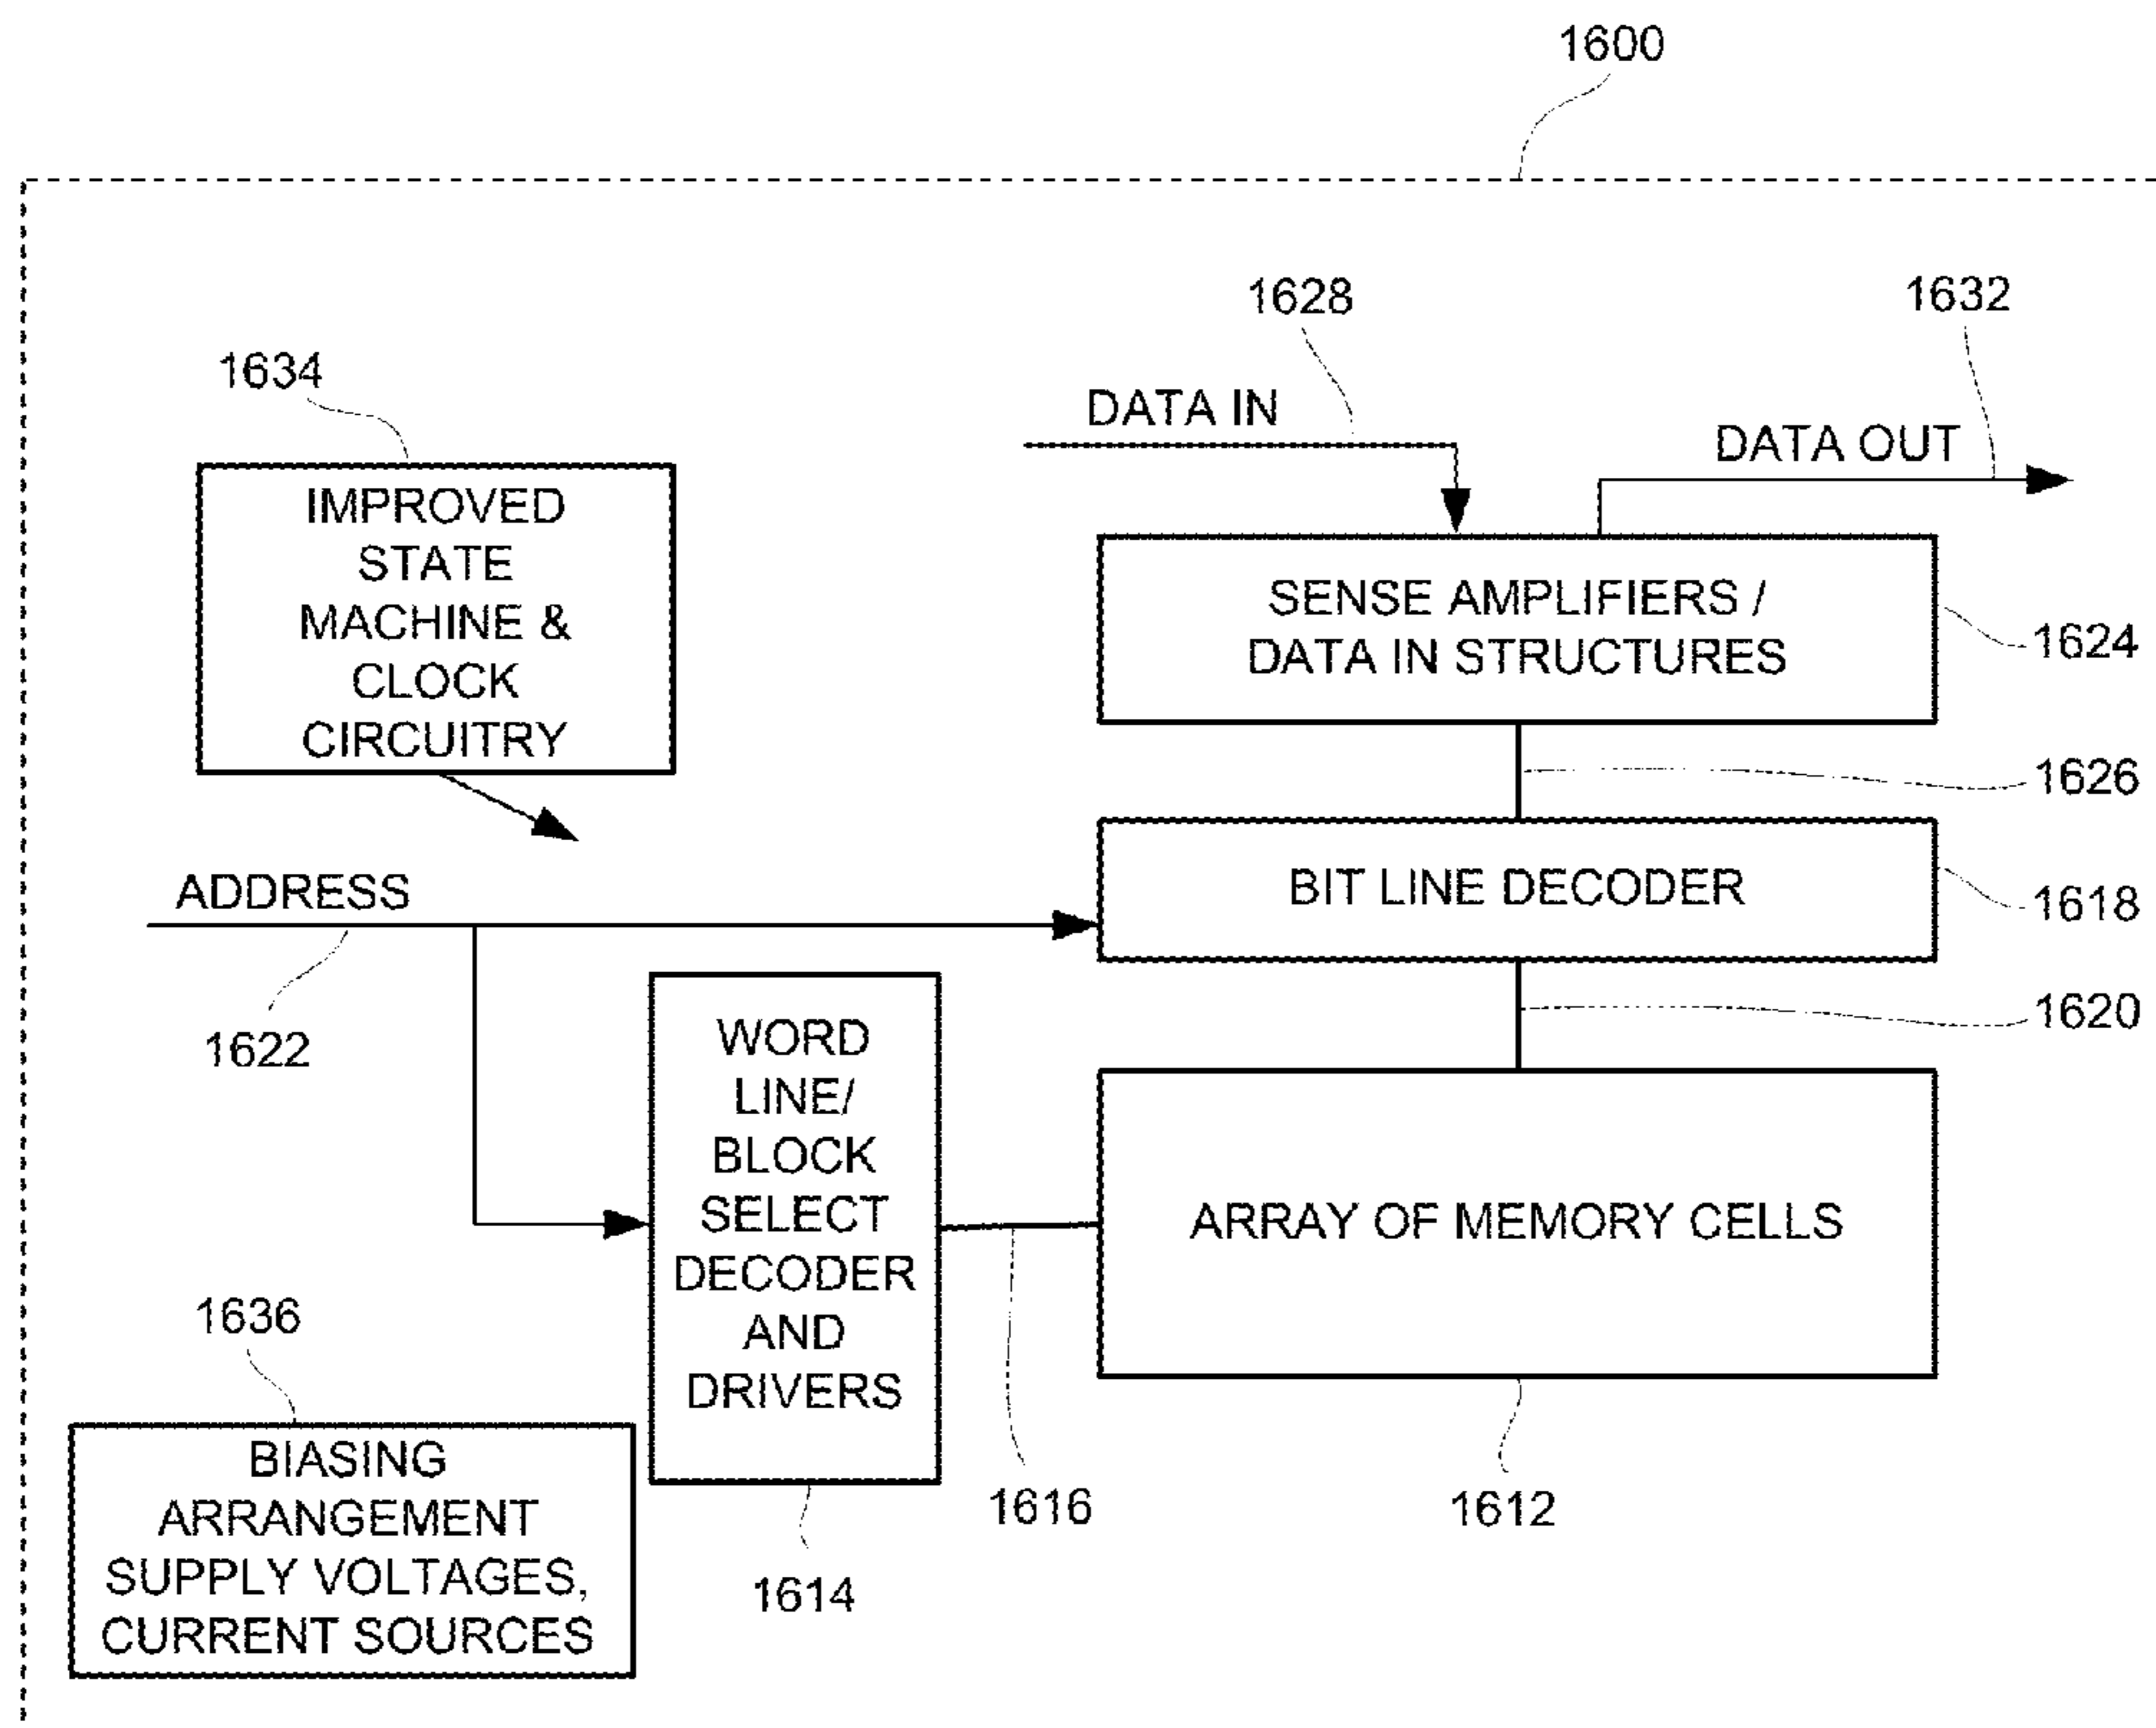 1600
1628
1632
1634
DATA IN
DATA OUT
IMPROVED
STATE
MACHINE &
CLOCK
CIRCUITRY
SENSE AMPLIFIERS /
DATA IN STRUCTURES
1624
1626
ADDRESS
BIT LINE DECODER
1618
1622
1620
WORD
LINE/
BLOCK
SELECT
DECODER
AND
DRIVERS
ARRAY OF MEMORY CELLS
1636
BIASING
ARRANGEMENT
SUPPLY VOLTAGES,
CURRENT SOURCES
1616
1612
1614